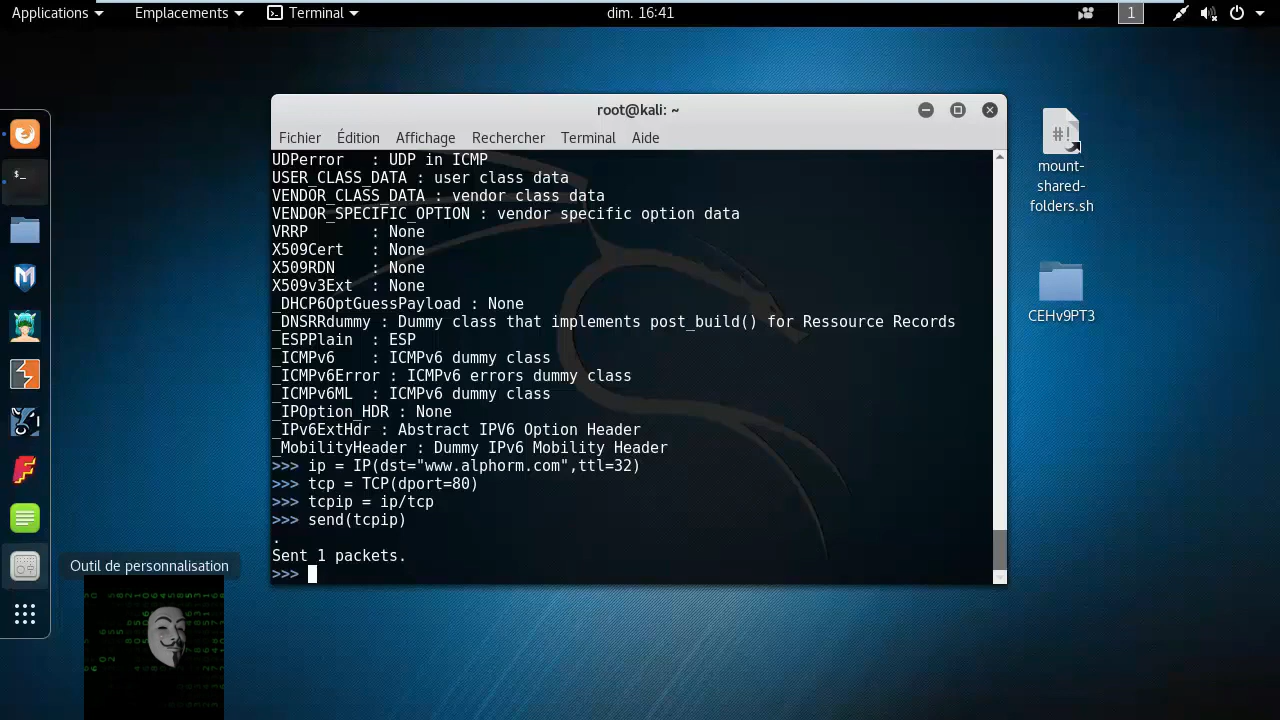 Applications Emplacements Terminal dim. 16:41 1
root@kali: ~
Fichier Édition Affichage Rechercher Terminal Aide
UDPerror   : UDP in ICMP
USER_CLASS_DATA : user class data
VENDOR_CLASS_DATA : vendor class data
VENDOR_SPECIFIC_OPTION : vendor specific option data
VRRP       : None
X509Cert   : None
X509RDN    : None
X509v3Ext  : None
_DHCP6OptGuessPayload : None
_DNSRRdummy : Dummy class that implements post_build() for Ressource Records
_ESPPlain  : ESP
_ICMPv6    : ICMPv6 dummy class
_ICMPv6Error : ICMPv6 errors dummy class
_ICMPv6ML  : ICMPv6 dummy class
_IPOption_HDR : None
_IPv6ExtHdr : Abstract IPV6 Option Header
_MobilityHeader : Dummy IPv6 Mobility Header
>>> ip = IP(dst="www.alphorm.com",ttl=32)
>>> tcp = TCP(dport=80)
>>> tcpip = ip/tcp
>>> send(tcpip)
.
Sent 1 packets.
>>>
#!
mount-
shared-
folders.sh
CEHv9PT3
$_
Outil de personnalisation